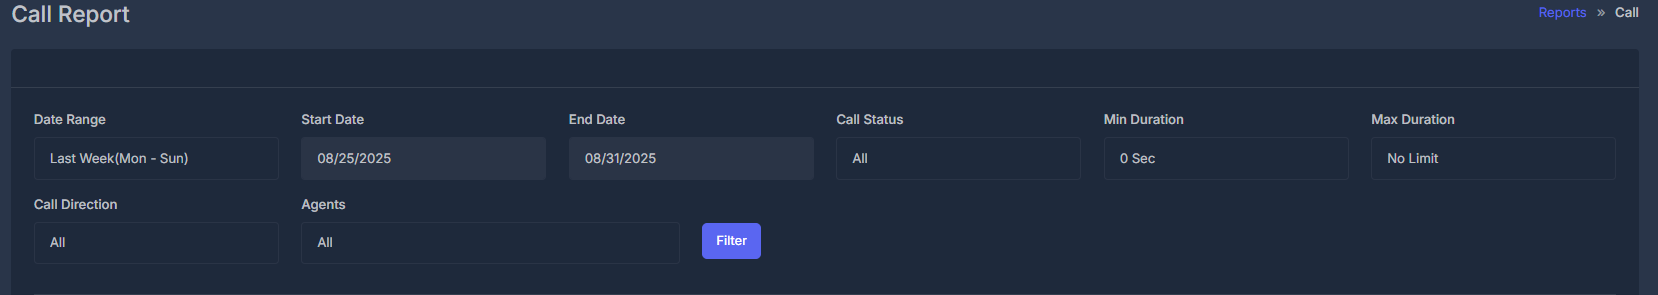 Call Report
Reports » Call
Date Range Start Date End Date Call Status Min Duration Max Duration
Last Week(Mon - Sun) 08/25/2025 08/31/2025 All 0 Sec No Limit
Call Direction Agents
All All Filter